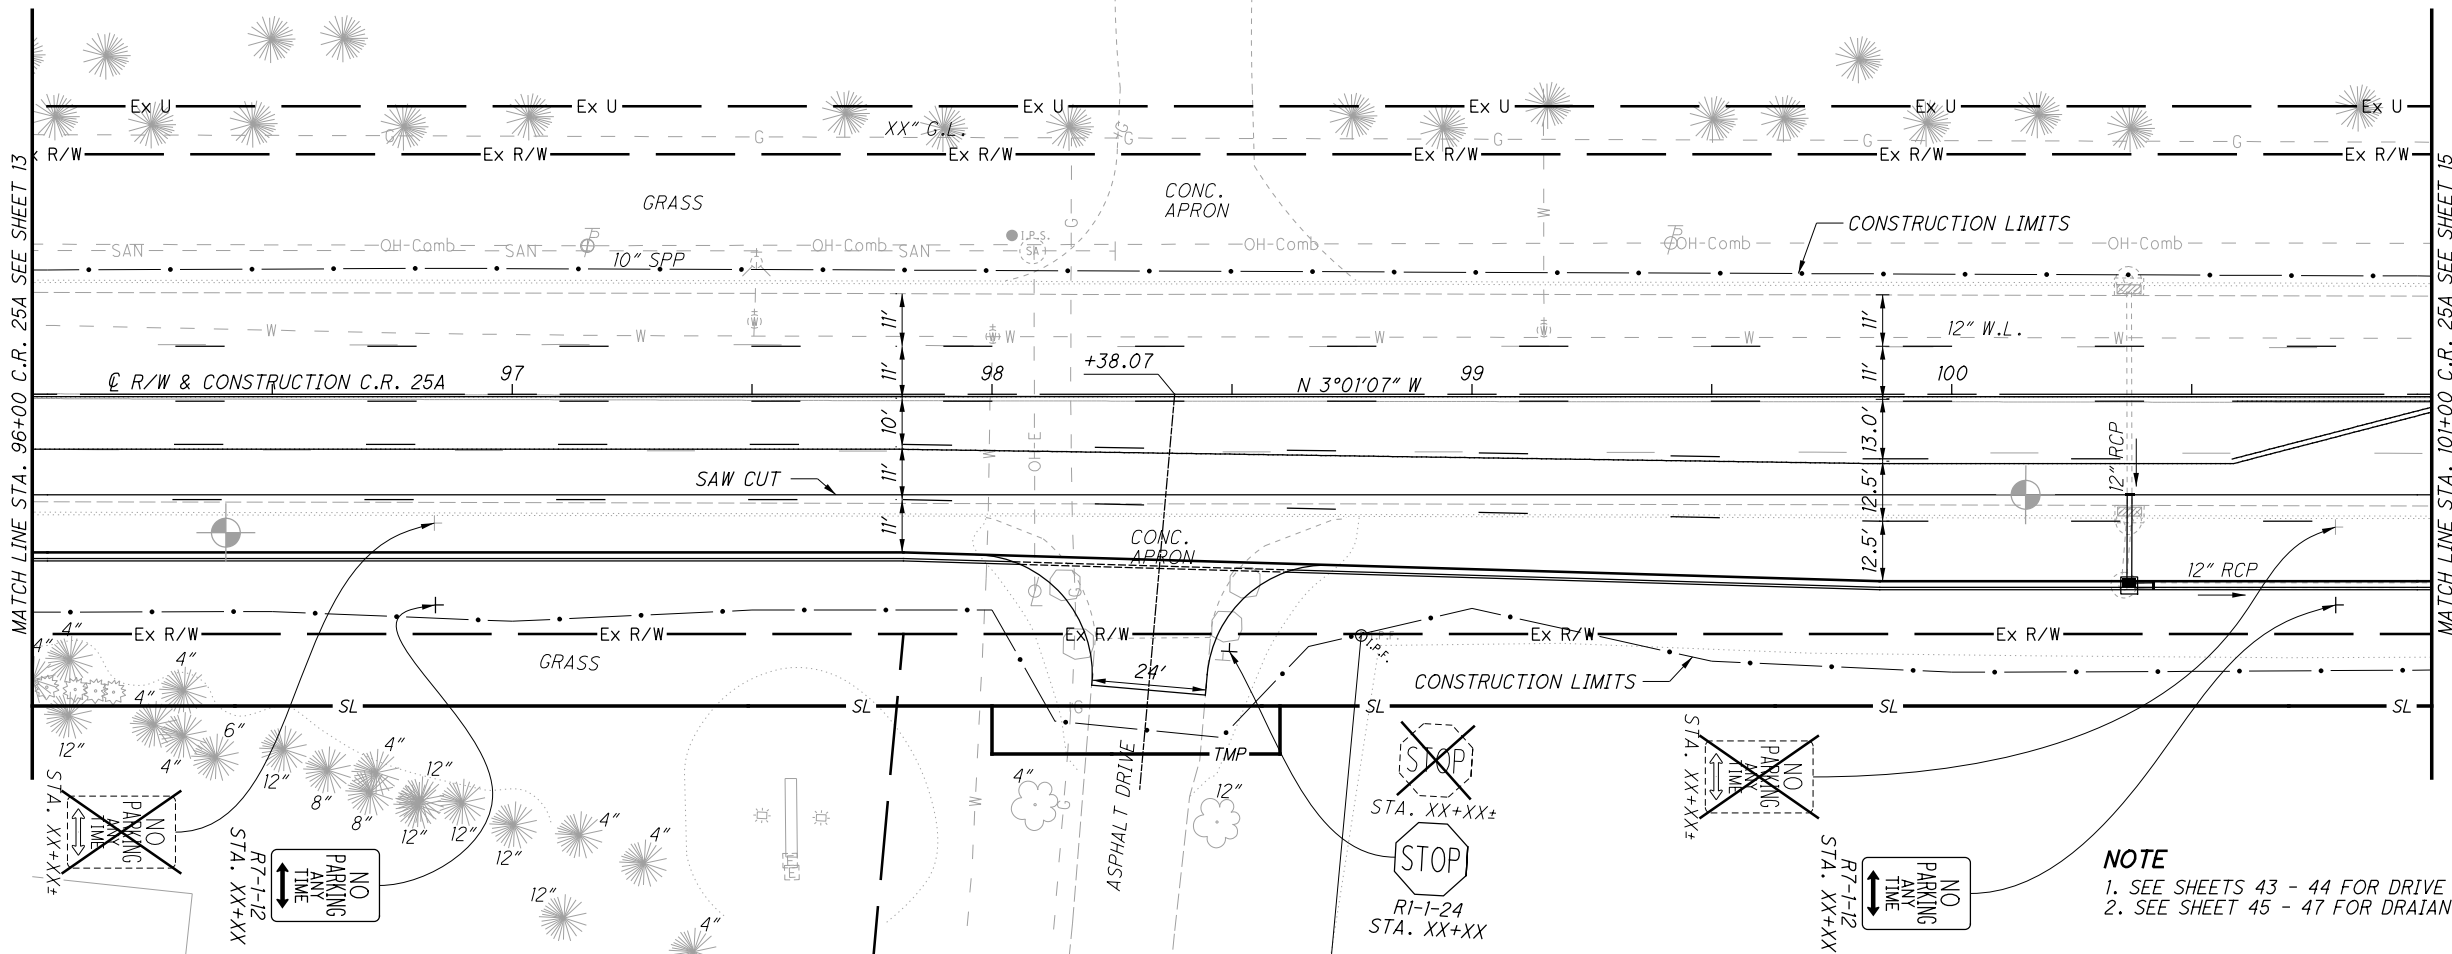 Ex U
Ex U
Ex U
Ex U
Ex U
Ex U
G
XX" G.L.
G
G
G
G
G
G
x R/W
Ex R/W
Ex R/W
Ex R/W
Ex R/W
Ex R/W
MATCH LINE STA. 96+00 C.R. 25A SEE SHEET 13
MATCH LINE STA. 101+00 C.R. 25A SEE SHEET 15
GRASS
CONC.
APRON
G
W
CONSTRUCTION LIMITS
SAN
OH-Comb
SAN
P
OH-Comb
SAN
I.P.S.
SA
OH-Comb
P
OH-Comb
OH-Comb
10" SPP
11'
11'
12" W.L.
W
W
W
W
W
W
W
W
W
W
+38.07
11'
11'
℄ R/W & CONSTRUCTION C.R. 25A
97
98
N 3°01'07" W
99
100
10'
13.0'
12" RCP
W
OH-E
SAW CUT
11'
12.5'
11'
12.5'
CONC.
APRON
12" RCP
G
Ex R/W
Ex R/W
Ex R/W
Ex R/W
Ex R/W
I.P.F.
I.P.F.
4"
4"
4"
GRASS
24'
CONSTRUCTION LIMITS
SL
SL
SL
SL
SL
G
4"
6"
12"
4"
4"
12"
12"
8"
8"
12"
12"
12"
4"
4"
12"
4"
TMP
4"
12"
W
G
E
E
ASPHALT DRIVE
STOP
STA. XX+XX±
STOP
R1-1-24
STA. XX+XX
NO
PARKING
ANY
TIME
STA. XX+XX±
NO
PARKING
ANY
TIME
R7-1-12
STA. XX+XX
NO
PARKING
ANY
TIME
STA. XX+XX±
NO
PARKING
ANY
TIME
R7-1-12
STA. XX+XX
NOTE
1. SEE SHEETS 43 - 44 FOR DRIVE
2. SEE SHEET 45 - 47 FOR DRAIAN